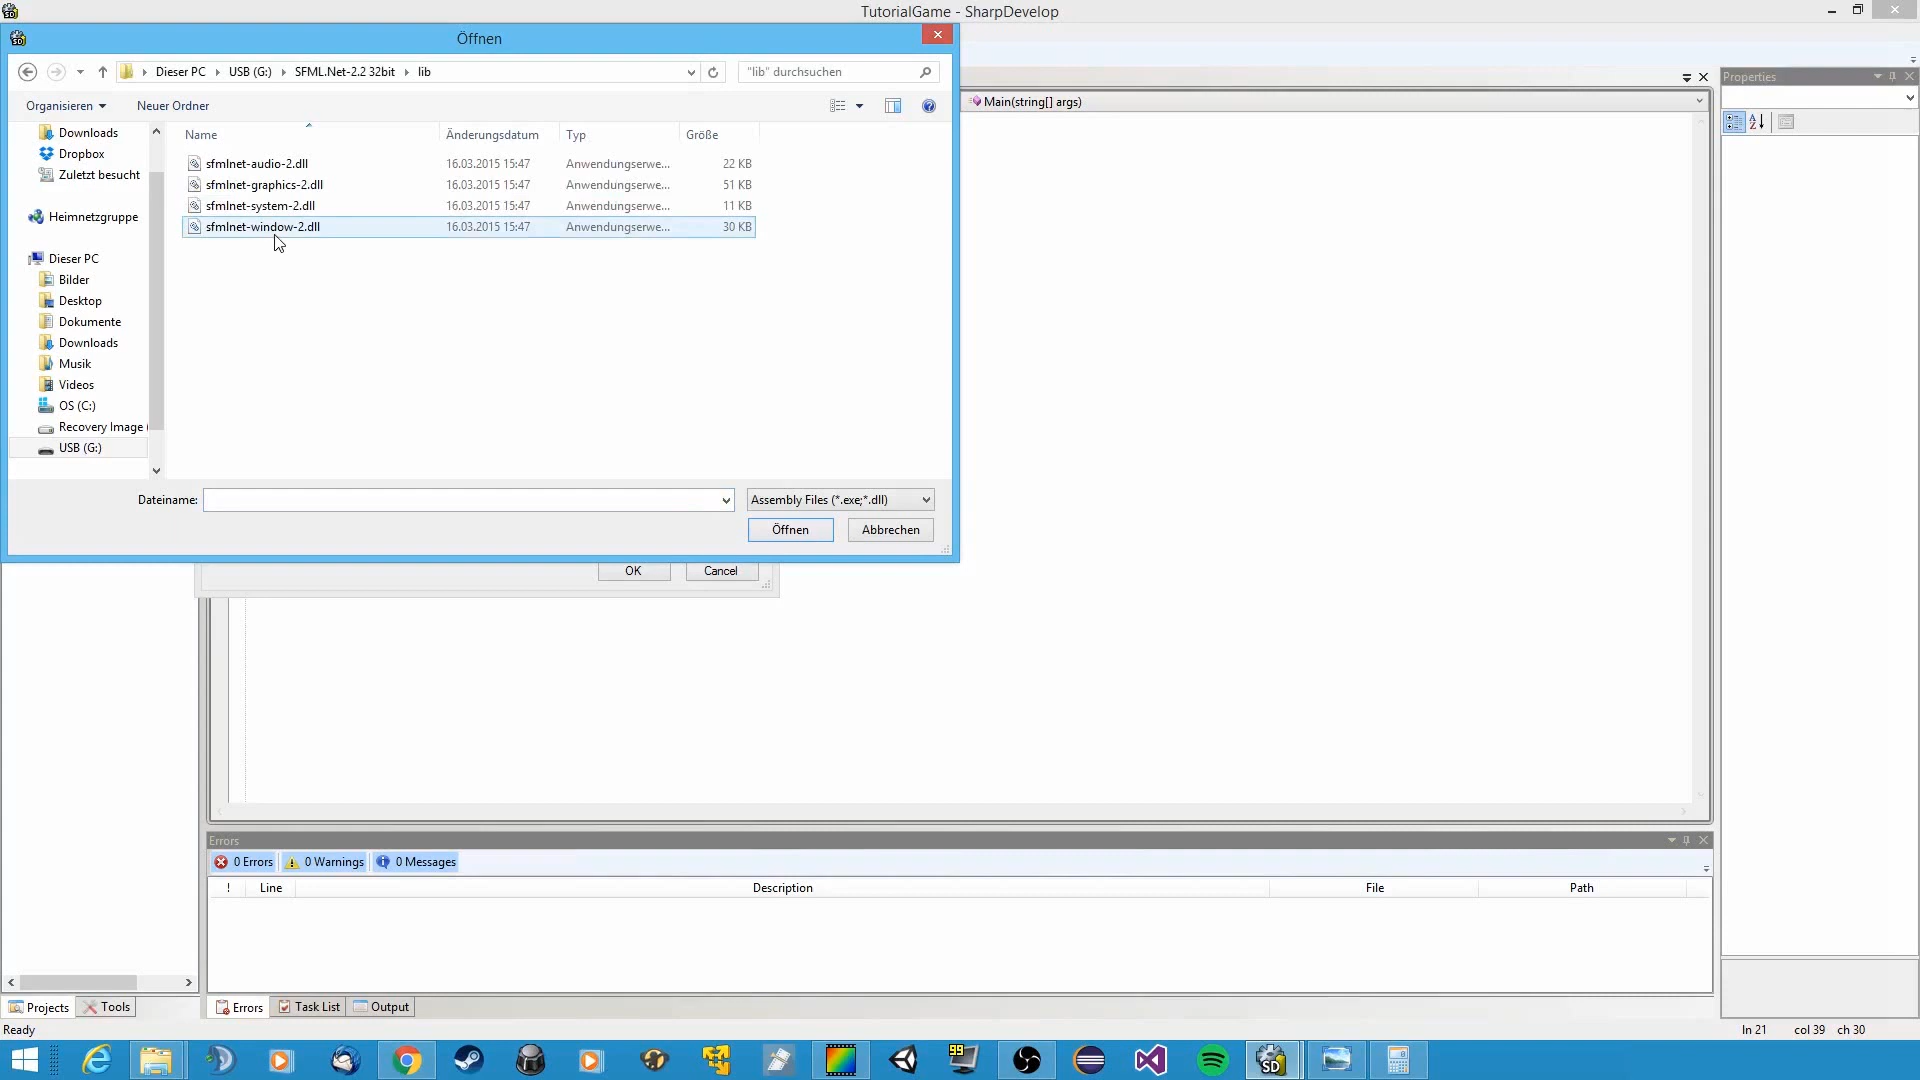 TutorialGame - SharpDevelop
Öffnen
Dieser PC
USB (G:)
SFML.Net-2.2 32bit
lib
"lib" durchsuchen
Properties
Organisieren
Neuer Ordner
Main(string[] args)
Name
Änderungsdatum
Typ
Größe
Downloads
Dropbox
Zuletzt besucht
Heimnetzgruppe
Dieser PC
Bilder
Desktop
Dokumente
Downloads
Musik
Videos
OS (C:)
Recovery Image (
USB (G:)
sfmlnet-audio-2.dll 16.03.2015 15:47 Anwendungserwe... 22 KB
sfmlnet-graphics-2.dll 16.03.2015 15:47 Anwendungserwe... 51 KB
sfmlnet-system-2.dll 16.03.2015 15:47 Anwendungserwe... 11 KB
sfmlnet-window-2.dll 16.03.2015 15:47 Anwendungserwe... 30 KB
Dateiname:
Assembly Files (*.exe;*.dll)
Öffnen
Abbrechen
OK
Cancel
Errors
0 Errors
0 Warnings
0 Messages
! Line Description File Path
Projects
Tools
Errors
Task List
Output
Ready
ln 21 col 39 ch 30
99
SD